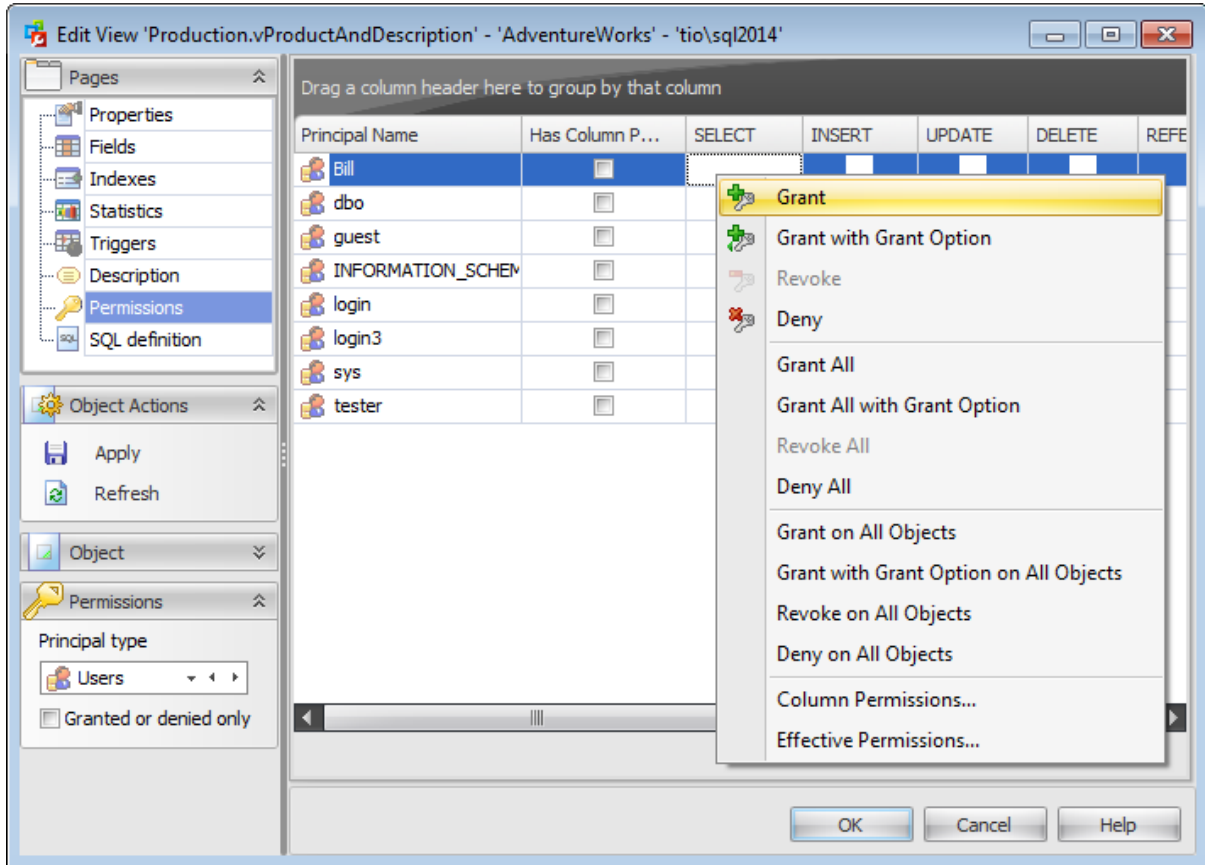 Edit View 'Production.vProductAndDescription' - 'AdventureWorks' - 'tio\sql2014'
Pages
Properties
Fields
Indexes
Statistics
Triggers
Description
Permissions
SQL
SQL definition
Object Actions
Apply
Refresh
Object
Permissions
Principal type
Users
Granted or denied only
Drag a column header here to group by that column
Principal Name Has Column P... SELECT INSERT UPDATE DELETE REFE
Bill
dbo
guest
INFORMATION_SCHEM
login
login3
sys
tester
Grant
Grant with Grant Option
Revoke
Deny
Grant All
Grant All with Grant Option
Revoke All
Deny All
Grant on All Objects
Grant with Grant Option on All Objects
Revoke on All Objects
Deny on All Objects
Column Permissions...
Effective Permissions...
OK Cancel Help